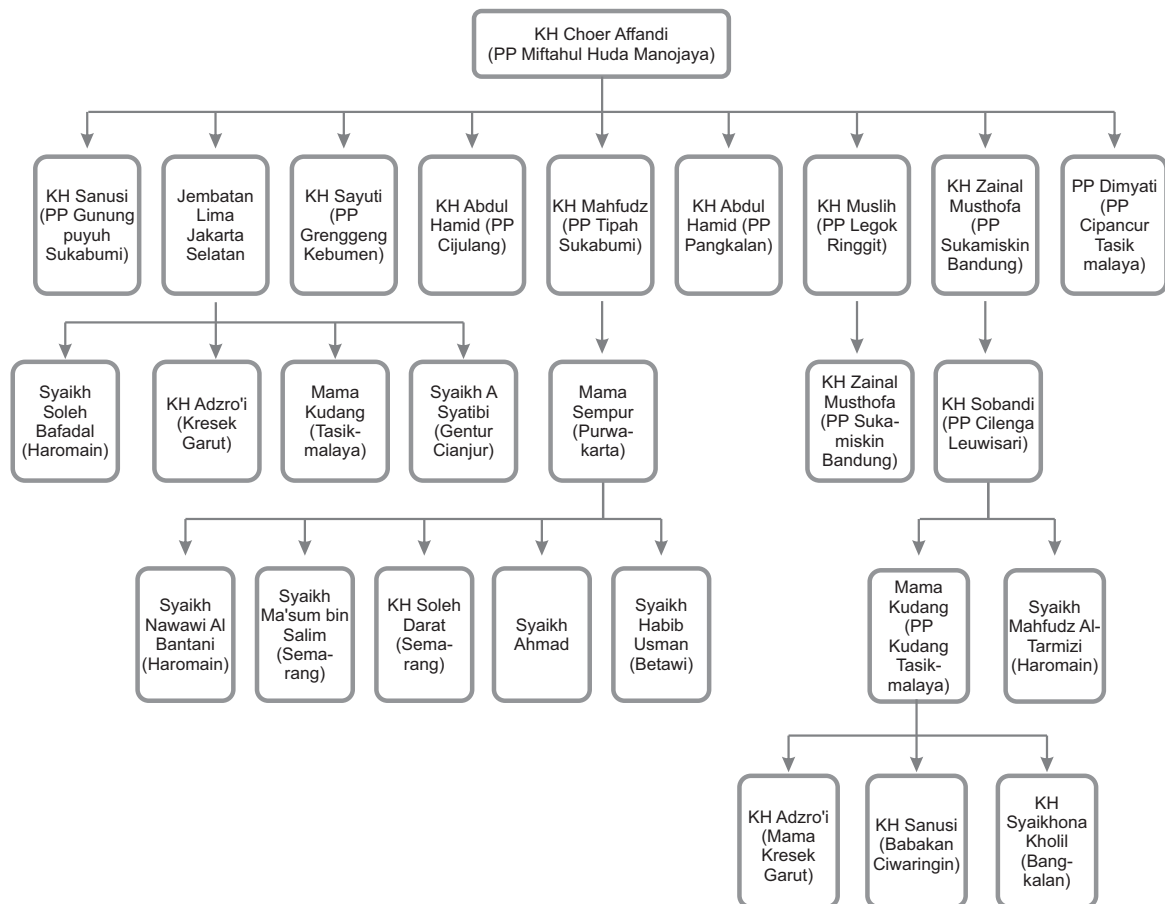 KH Choer Affandi
(PP Miftahul Huda Manojaya)
KH Sanusi
(PP Gunung
puyuh
Sukabumi)
Jembatan
Lima
Jakarta
Selatan
KH Sayuti
(PP
Grenggeng
Kebumen)
KH Abdul
Hamid (PP
Cijulang)
KH Mahfudz
(PP Tipah
Sukabumi)
KH Abdul
Hamid (PP
Pangkalan)
KH Muslih
(PP Legok
Ringgit)
KH Zainal
Musthofa
(PP
Sukamiskin
Bandung)
PP Dimyati
(PP
Cipancur
Tasik
malaya)
Syaikh
Soleh
Bafadal
(Haromain)
KH Adzro'i
(Kresek
Garut)
Mama
Kudang
(Tasik-
malaya)
Syaikh A
Syatibi
(Gentur
Cianjur)
Mama
Sempur
(Purwa-
karta)
KH Zainal
Musthofa
(PP Suka-
miskin
Bandung)
KH Sobandi
(PP Cilenga
Leuwisari)
Syaikh
Nawawi Al
Bantani
(Haromain)
Syaikh
Ma'sum bin
Salim
(Sema-
rang)
KH Soleh
Darat
(Sema-
rang)
Syaikh
Ahmad
Syaikh
Habib
Usman
(Betawi)
Mama
Kudang
(PP
Kudang
Tasik-
malaya)
Syaikh
Mahfudz Al-
Tarmizi
(Haromain)
KH Adzro'i
(Mama
Kresek
Garut)
KH Sanusi
(Babakan
Ciwaringin)
KH
Syaikhona
Kholil
(Bang-
kalan)